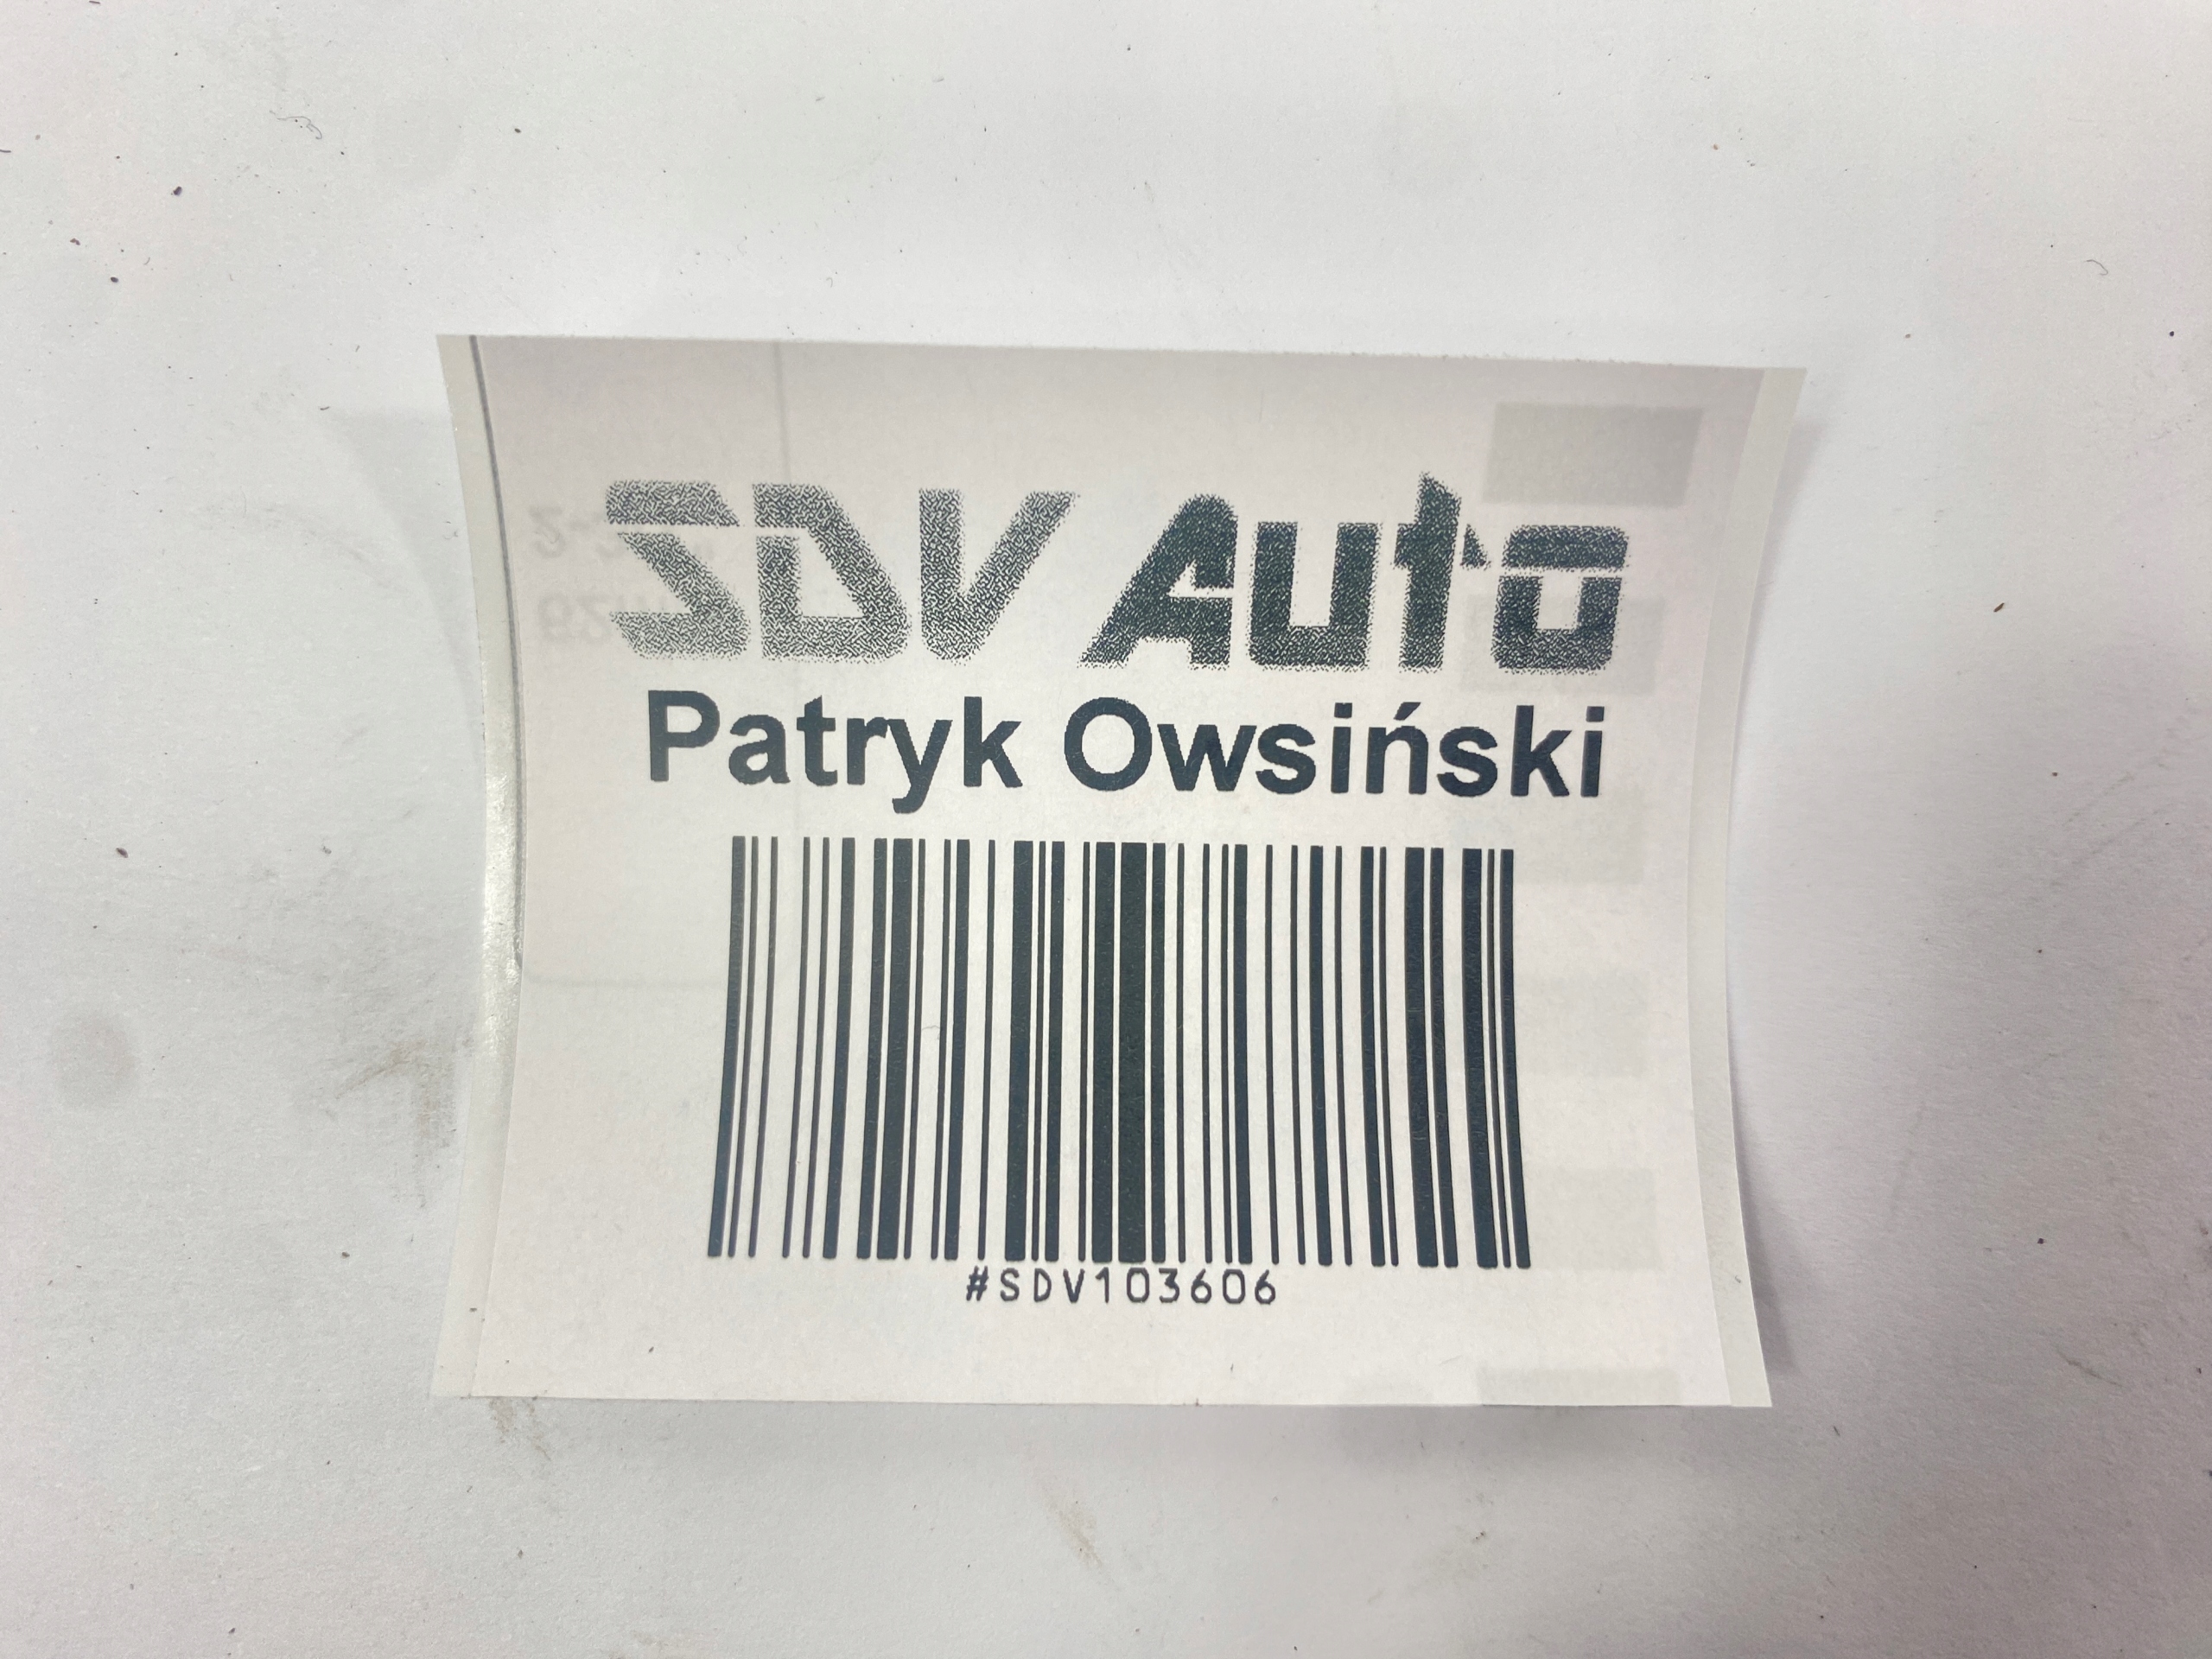 SDV Auto
Patryk Owsiński
#SDV103606